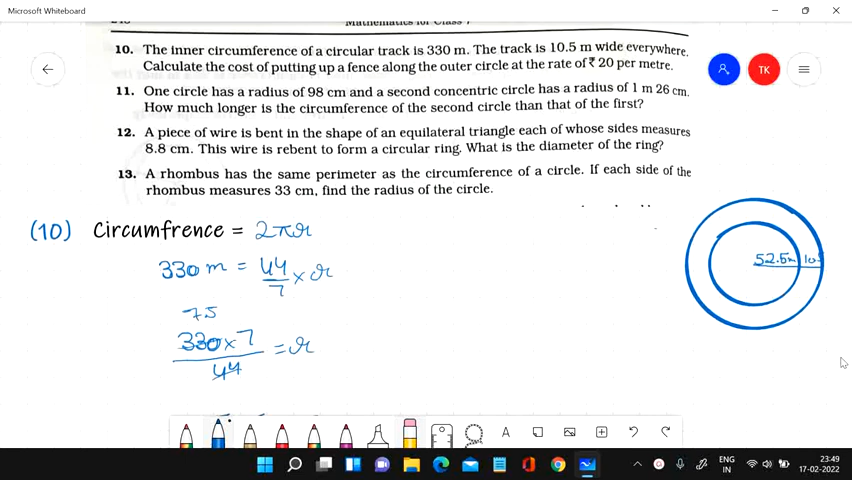 Microsoft Whiteboard
Mathematics for Class 7
10. The inner circumference of a circular track is 330 m. The track is 10.5 m wide everywhere.
Calculate the cost of putting up a fence along the outer circle at the rate of ₹ 20 per metre.
11. One circle has a radius of 98 cm and a second concentric circle has a radius of 1 m 26 cm.
How much longer is the circumference of the second circle than that of the first?
12. A piece of wire is bent in the shape of an equilateral triangle each of whose sides measures
8.8 cm. This wire is rebent to form a circular ring. What is the diameter of the ring?
13. A rhombus has the same perimeter as the circumference of a circle. If each side of the
rhombus measures 33 cm, find the radius of the circle.
TK
(10) Circumfrence = 2πr
330 m = 44/7 × r
75
330 × 7 / 44 = r
52.5m
A
ENG
IN
23:49
17-02-2022